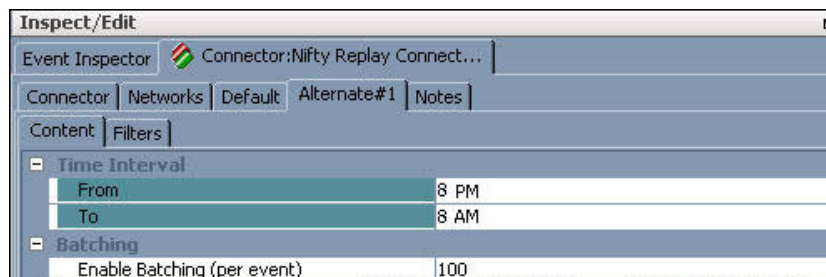 Inspect/Edit
Event Inspector Connector:Nifty Replay Connect...
Connector Networks Default Alternate#1 Notes
Content Filters
Time Interval
From 8 PM
To 8 AM
Batching
Enable Batching (per event) 100